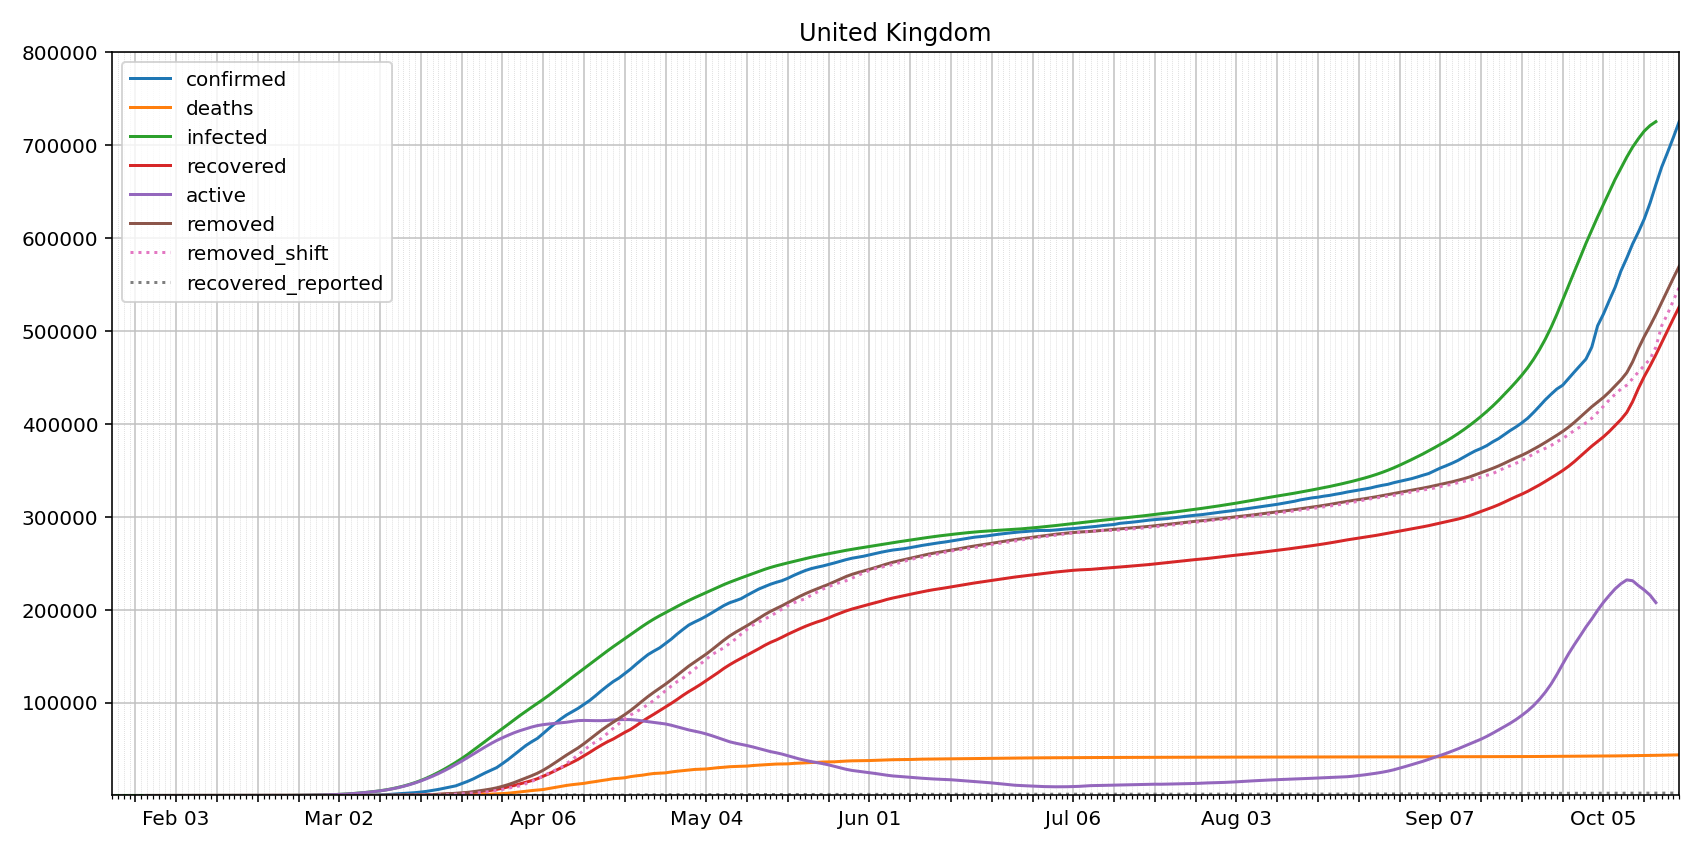 United Kingdom
800000
700000
600000
500000
400000
300000
200000
100000
confirmed
deaths
infected
recovered
active
removed
removed_shift
recovered_reported
Feb 03 Mar 02 Apr 06 May 04 Jun 01 Jul 06 Aug 03 Sep 07 Oct 05